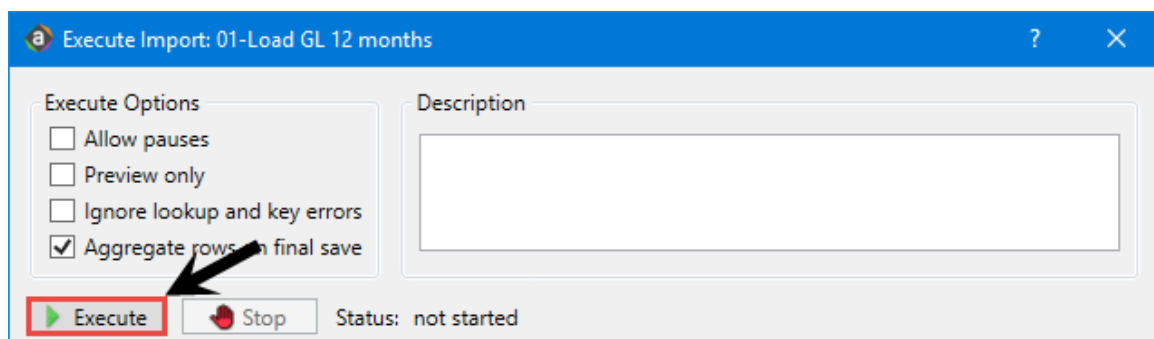 Execute Import: 01-Load GL 12 months
Execute Options
Description
Allow pauses
Preview only
Ignore lookup and key errors
Aggregate rows on final save
Execute
Stop
Status: not started